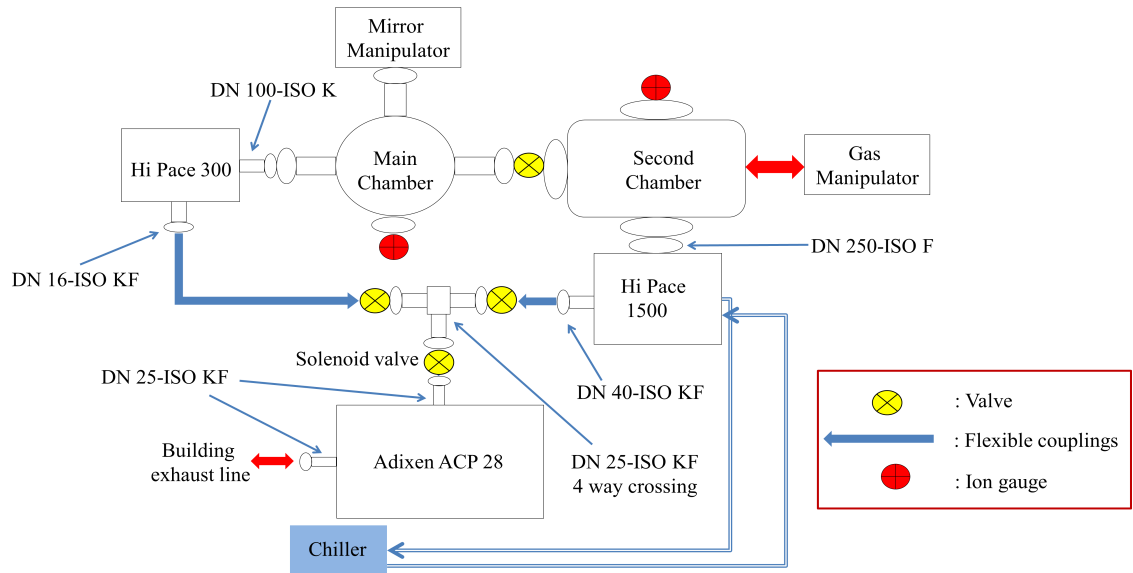 Mirror
Manipulator
DN 100-ISO K
Hi Pace 300
Main
Chamber
Second
Chamber
Gas
Manipulator
DN 16-ISO KF
DN 250-ISO F
Hi Pace
1500
Solenoid valve
DN 25-ISO KF
DN 40-ISO KF
Building
exhaust line
Adixen ACP 28
DN 25-ISO KF
4 way crossing
Chiller
: Valve
: Flexible couplings
: Ion gauge